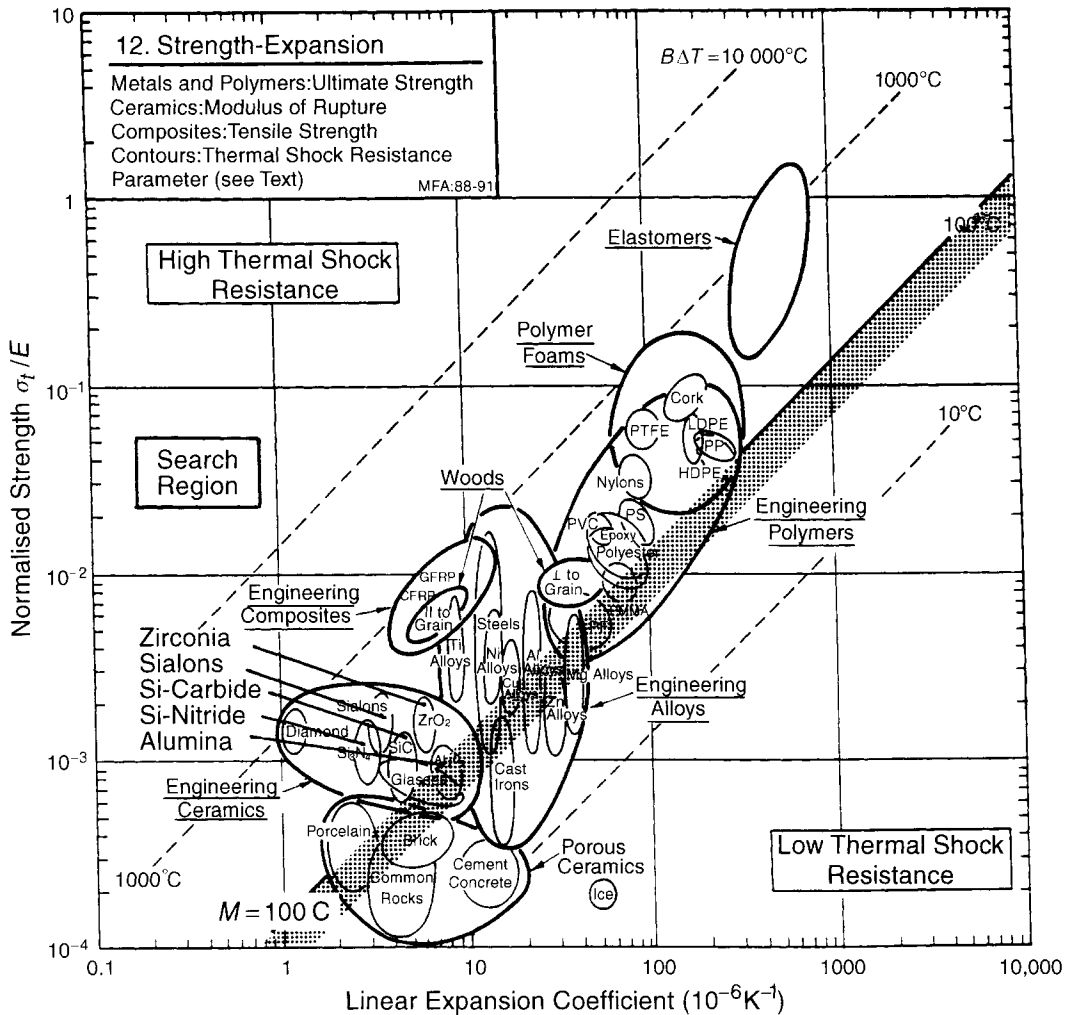 12. Strength-Expansion
Metals and Polymers:Ultimate Strength
Ceramics:Modulus of Rupture
Composites:Tensile Strength
Contours:Thermal Shock Resistance
Parameter (see Text)
MFA:88-91
BΔT=10 000°C
1000°C
100°C
10°C
High Thermal Shock
Resistance
Elastomers
Polymer
Foams
Cork
PTFE
LDPE
PP
HDPE
Nylons
Search
Region
Woods
PS
PVC
Epoxy
Polyester
Engineering
Polymers
⊥ to
Grain
PMMA
GFRP
CFRP
II to
Grain
Engineering
Composites
Steels
Ti
Alloys
Ni
Alloys
Al
Alloys
Cu
Mg Alloys
Zn
Alloys
Engineering
Alloys
Zirconia
Sialons
Si-Carbide
Si-Nitride
Alumina
Sialons
Diamond
ZrO₂
SiC
Glasses
Cast
Irons
Engineering
Ceramics
Porcelain
Brick
Common
Rocks
Cement
Concrete
Porous
Ceramics
Ice
1000°C
M = 100 C
Low Thermal Shock
Resistance
Normalised Strength σt/E
10
1
10⁻¹
10⁻²
10⁻³
10⁻⁴
0.1
1
10
100
1000
10,000
Linear Expansion Coefficient (10⁻⁶K⁻¹)